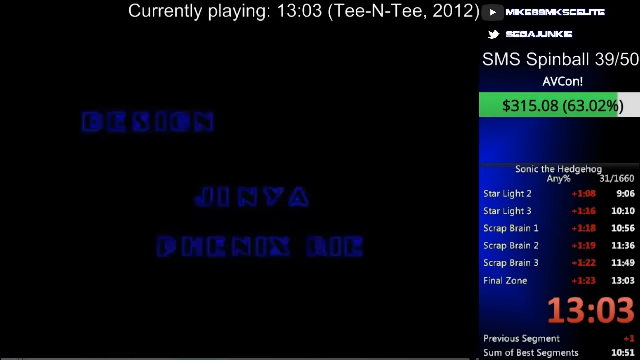 Currently playing: 13:03 (Tee-N-Tee, 2012)
MIKE89MKSCELITE
SEGAJUNKIE
SMS Spinball 39/50
AVCon!
$315.08 (63.02%)
DESIGN
JINYA
PHENIX RIE
Sonic the Hedgehog
Any% 31/1660
Star Light 2 +1:08 9:06
Star Light 3 +1:16 10:10
Scrap Brain 1 +1:18 10:56
Scrap Brain 2 +1:19 11:36
Scrap Brain 3 +1:22 11:49
Final Zone +1:23 13:03
13:03
Previous Segment +1
Sum of Best Segments 10:51